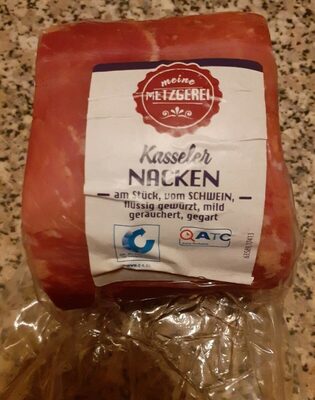 meine
METZGEREI
Kasseler
NACKEN
am Stück, vom SCHWEIN,
flüssig gewürzt, mild
geräuchert, gegart
QATC